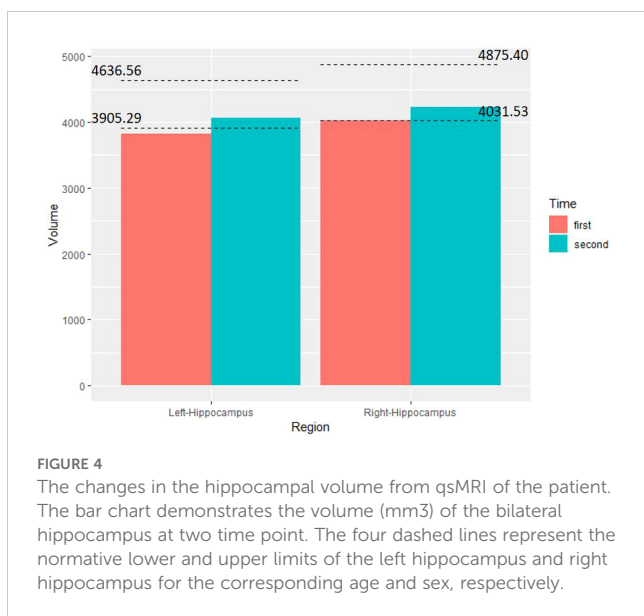 5000
4875.40
4636.56
4000
3905.29
4031.53
3000
Volume
2000
1000
0
Left-Hippocampus
Right-Hippocampus
Region
Time
first
second
FIGURE 4
The changes in the hippocampal volume from qsMRI of the patient.
The bar chart demonstrates the volume (mm3) of the bilateral
hippocampus at two time point. The four dashed lines represent the
normative lower and upper limits of the left hippocampus and right
hippocampus for the corresponding age and sex, respectively.